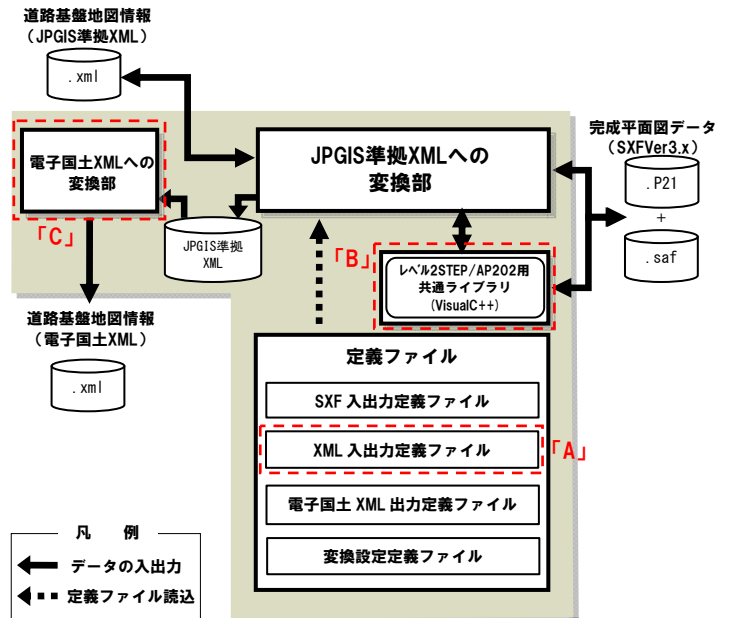 道路基盤地図情報
（JPGIS準拠XML）
.xml
電子国土XMLへの
変換部
「C」
JPGIS準拠XMLへの
変換部
JPGIS準拠
XML
完成平面図データ
（SXFVer3.x）
.P21
+
.saf
「B」
ﾚﾍﾞﾙ2STEP/AP202用
共通ライブラリ
(VisualC++)
道路基盤地図情報
（電子国土XML）
.xml
定義ファイル
SXF 入出力定義ファイル
XML 入出力定義ファイル
「A」
電子国土 XML 出力定義ファイル
変換設定定義ファイル
凡 例
データの入出力
定義ファイル読込